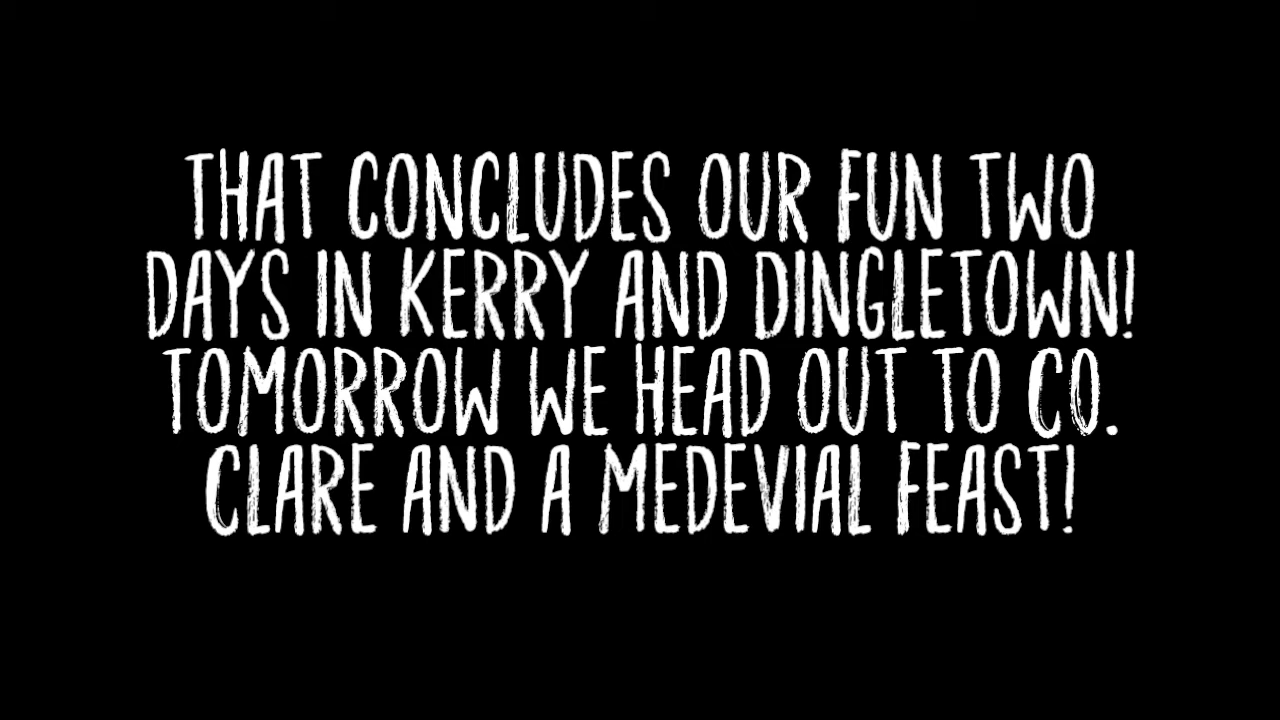 THAT CONCLUDES OUR FUN TWO
DAYS IN KERRY AND DINGLETOWN!
TOMORROW WE HEAD OUT TO CO.
CLARE AND A MEDEVIAL FEAST!